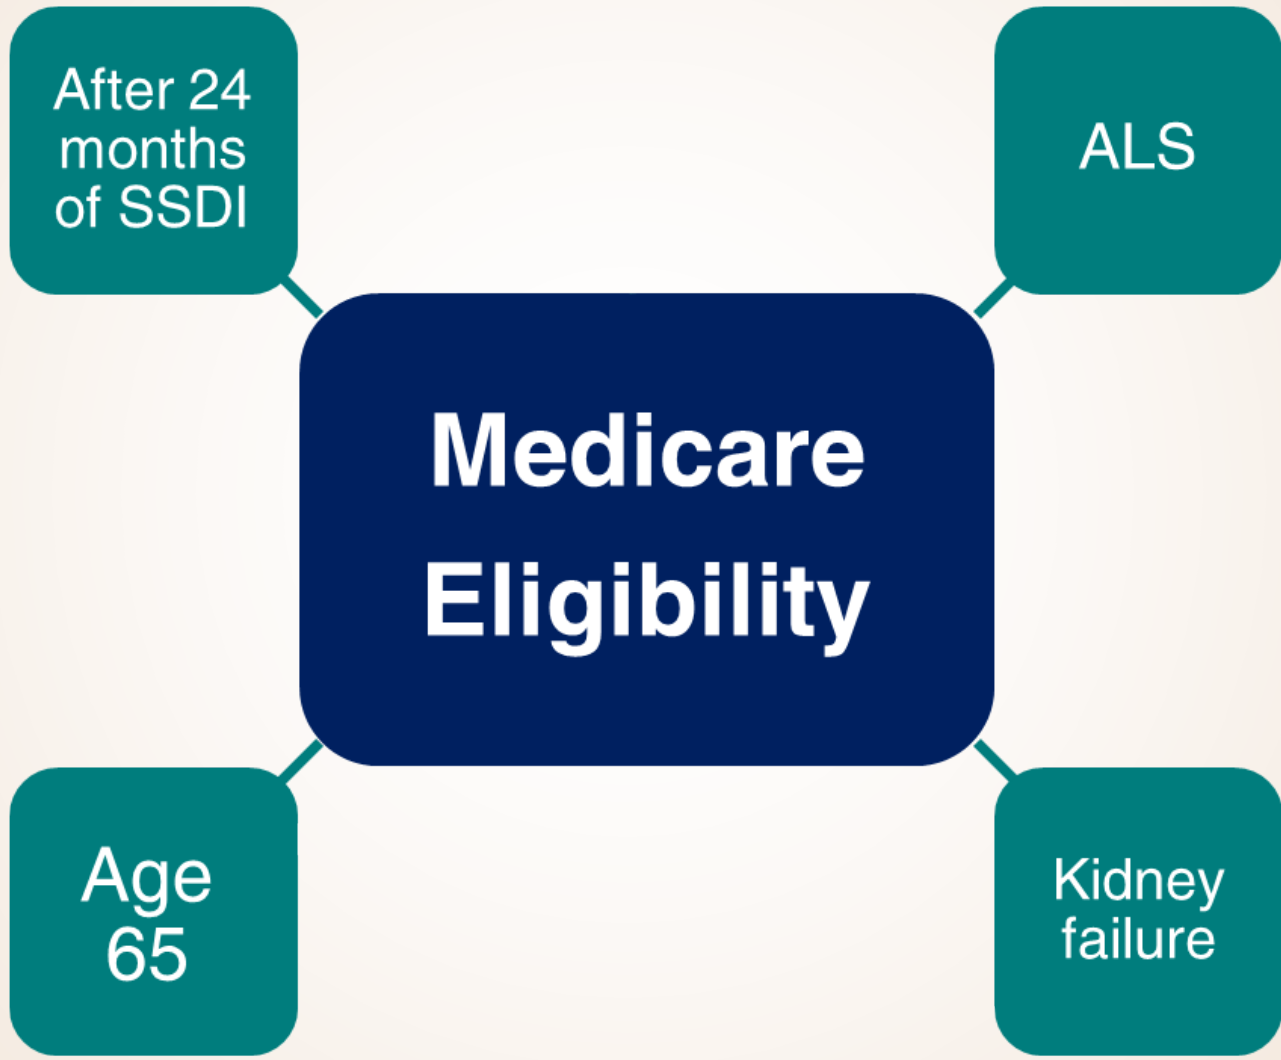 After 24
months
of SSDI
ALS
Medicare
Eligibility
Age
65
Kidney
failure